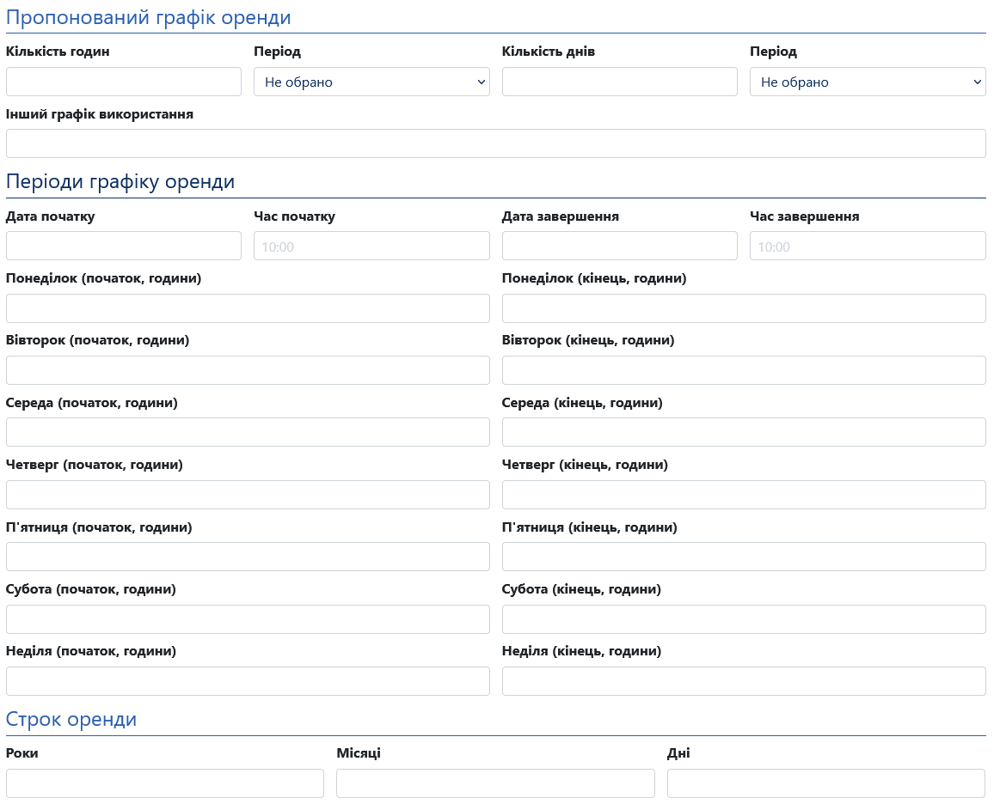 Пропонований графік оренди
Кількість годин Період Кількість днів Період
Не обрано Не обрано
Інший графік використання
Періоди графіку оренди
Дата початку Час початку Дата завершення Час завершення
10:00 10:00
Понеділок (початок, години) Понеділок (кінець, години)
Вівторок (початок, години) Вівторок (кінець, години)
Середа (початок, години) Середа (кінець, години)
Четверг (початок, години) Четверг (кінець, години)
П'ятниця (початок, години) П'ятниця (кінець, години)
Субота (початок, години) Субота (кінець, години)
Неділя (початок, години) Неділя (кінець, години)
Строк оренди
Роки Місяці Дні